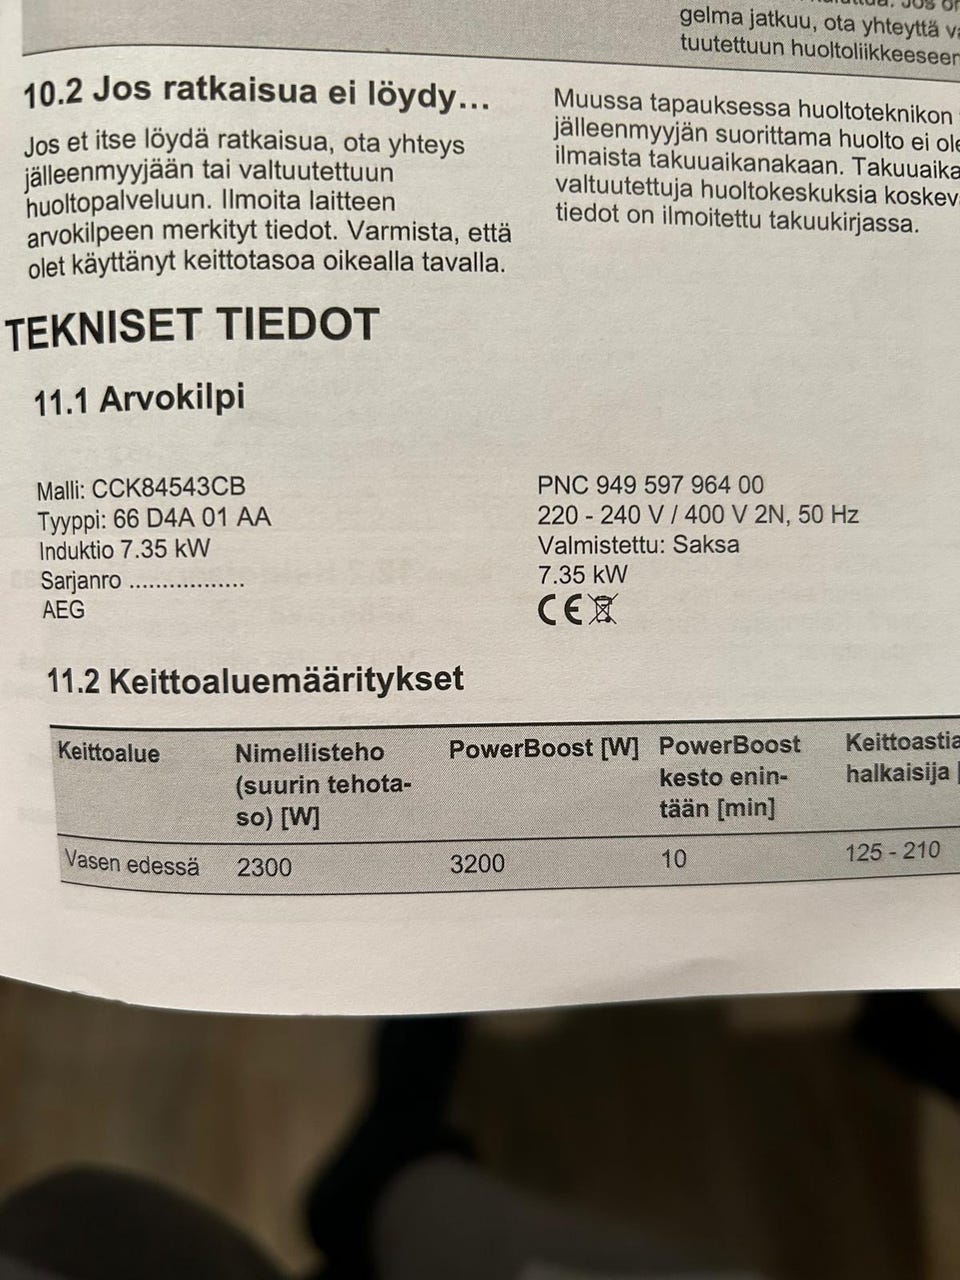 gelma jatkuu, ota yhteyttä
tuutettuun huoltoliikkeeseen
10.2 Jos ratkaisua ei löydy...
Jos et itse löydä ratkaisua, ota yhteys
jälleenmyyjään tai valtuutettuun
huoltopalveluun. Ilmoita laitteen
arvokilpeen merkityt tiedot. Varmista, että
olet käyttänyt keittotasoa oikealla tavalla.
Muussa tapauksessa huoltoteknikon
jälleenmyyjän suorittama huolto ei ole
ilmaista takuuaikanakaan. Takuuaika
valtuutettuja huoltokeskuksia koskev
tiedot on ilmoitettu takuukirjassa.
TEKNISET TIEDOT
11.1 Arvokilpi
Malli: CCK84543CB
Tyyppi: 66 D4A 01 AA
Induktio 7.35 kW
Sarjanro .................
AEG
PNC 949 597 964 00
220 - 240 V / 400 V 2N, 50 Hz
Valmistettu: Saksa
7.35 kW
CE
11.2 Keittoaluemääritykset
Keittoalue
Nimellisteho
(suurin tehota-
so) [W]
PowerBoost [W]
PowerBoost
kesto enin-
tään [min]
Keittoastia
halkaisija [
Vasen edessä 2300 3200 10 125 - 210